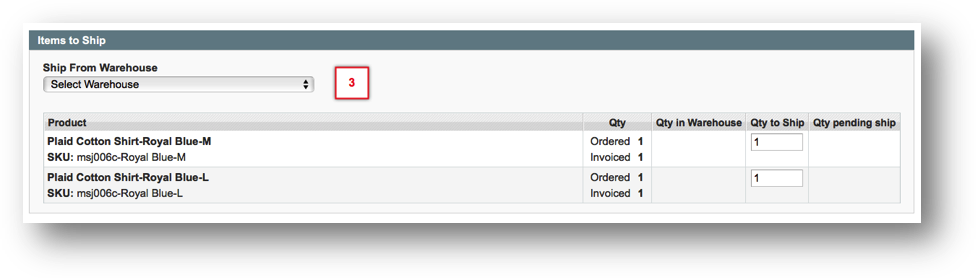 Items to Ship
Ship From Warehouse
Select Warehouse
3
Product Qty Qty in Warehouse Qty to Ship Qty pending ship
Plaid Cotton Shirt-Royal Blue-M Ordered 1 1
SKU: msj006c-Royal Blue-M Invoiced 1
Plaid Cotton Shirt-Royal Blue-L Ordered 1 1
SKU: msj006c-Royal Blue-L Invoiced 1